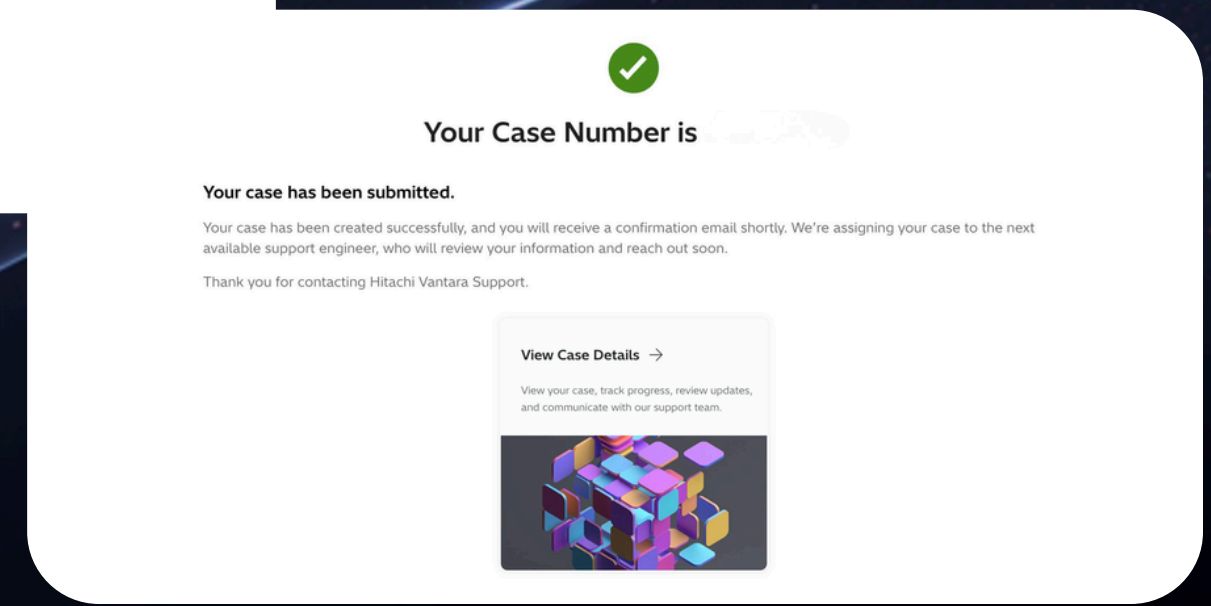 Your Case Number is
Your case has been submitted.
Your case has been created successfully, and you will receive a confirmation email shortly. We’re assigning your case to the next
available support engineer, who will review your information and reach out soon.
Thank you for contacting Hitachi Vantara Support.
View Case Details →
View your case, track progress, review updates,
and communicate with our support team.